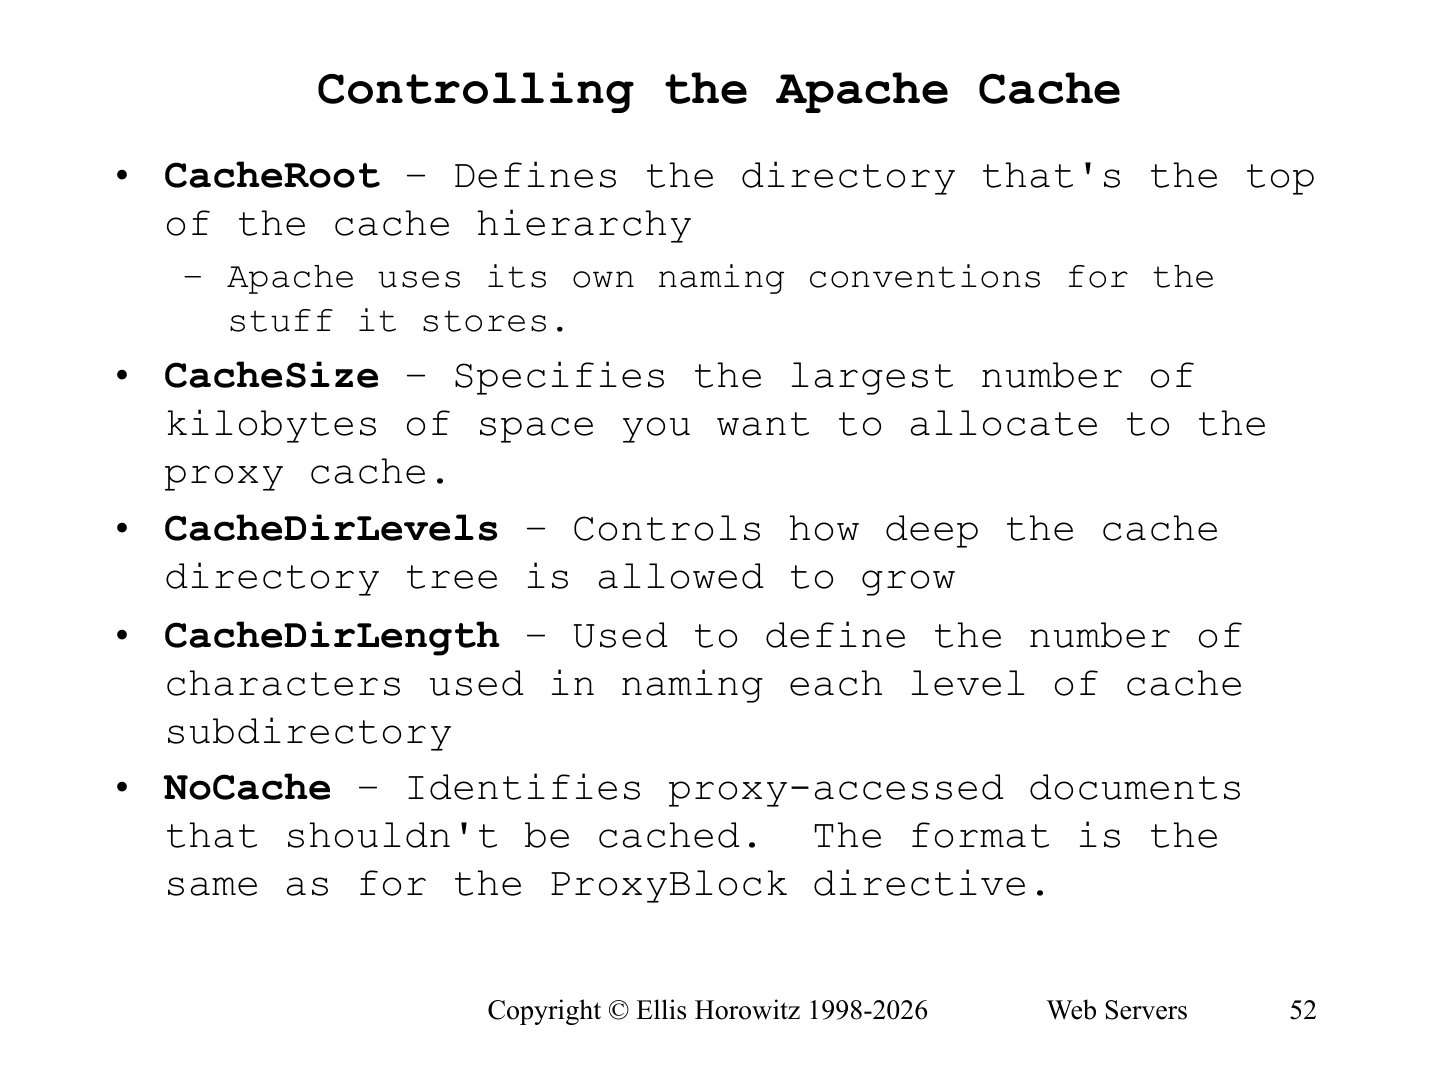 Controlling the Apache Cache
• CacheRoot – Defines the directory that's the top
of the cache hierarchy
– Apache uses its own naming conventions for the
stuff it stores.
• CacheSize – Specifies the largest number of
kilobytes of space you want to allocate to the
proxy cache.
• CacheDirLevels – Controls how deep the cache
directory tree is allowed to grow
• CacheDirLength – Used to define the number of
characters used in naming each level of cache
subdirectory
• NoCache – Identifies proxy-accessed documents
that shouldn't be cached.  The format is the
same as for the ProxyBlock directive.
Copyright © Ellis Horowitz 1998-2026 Web Servers 52